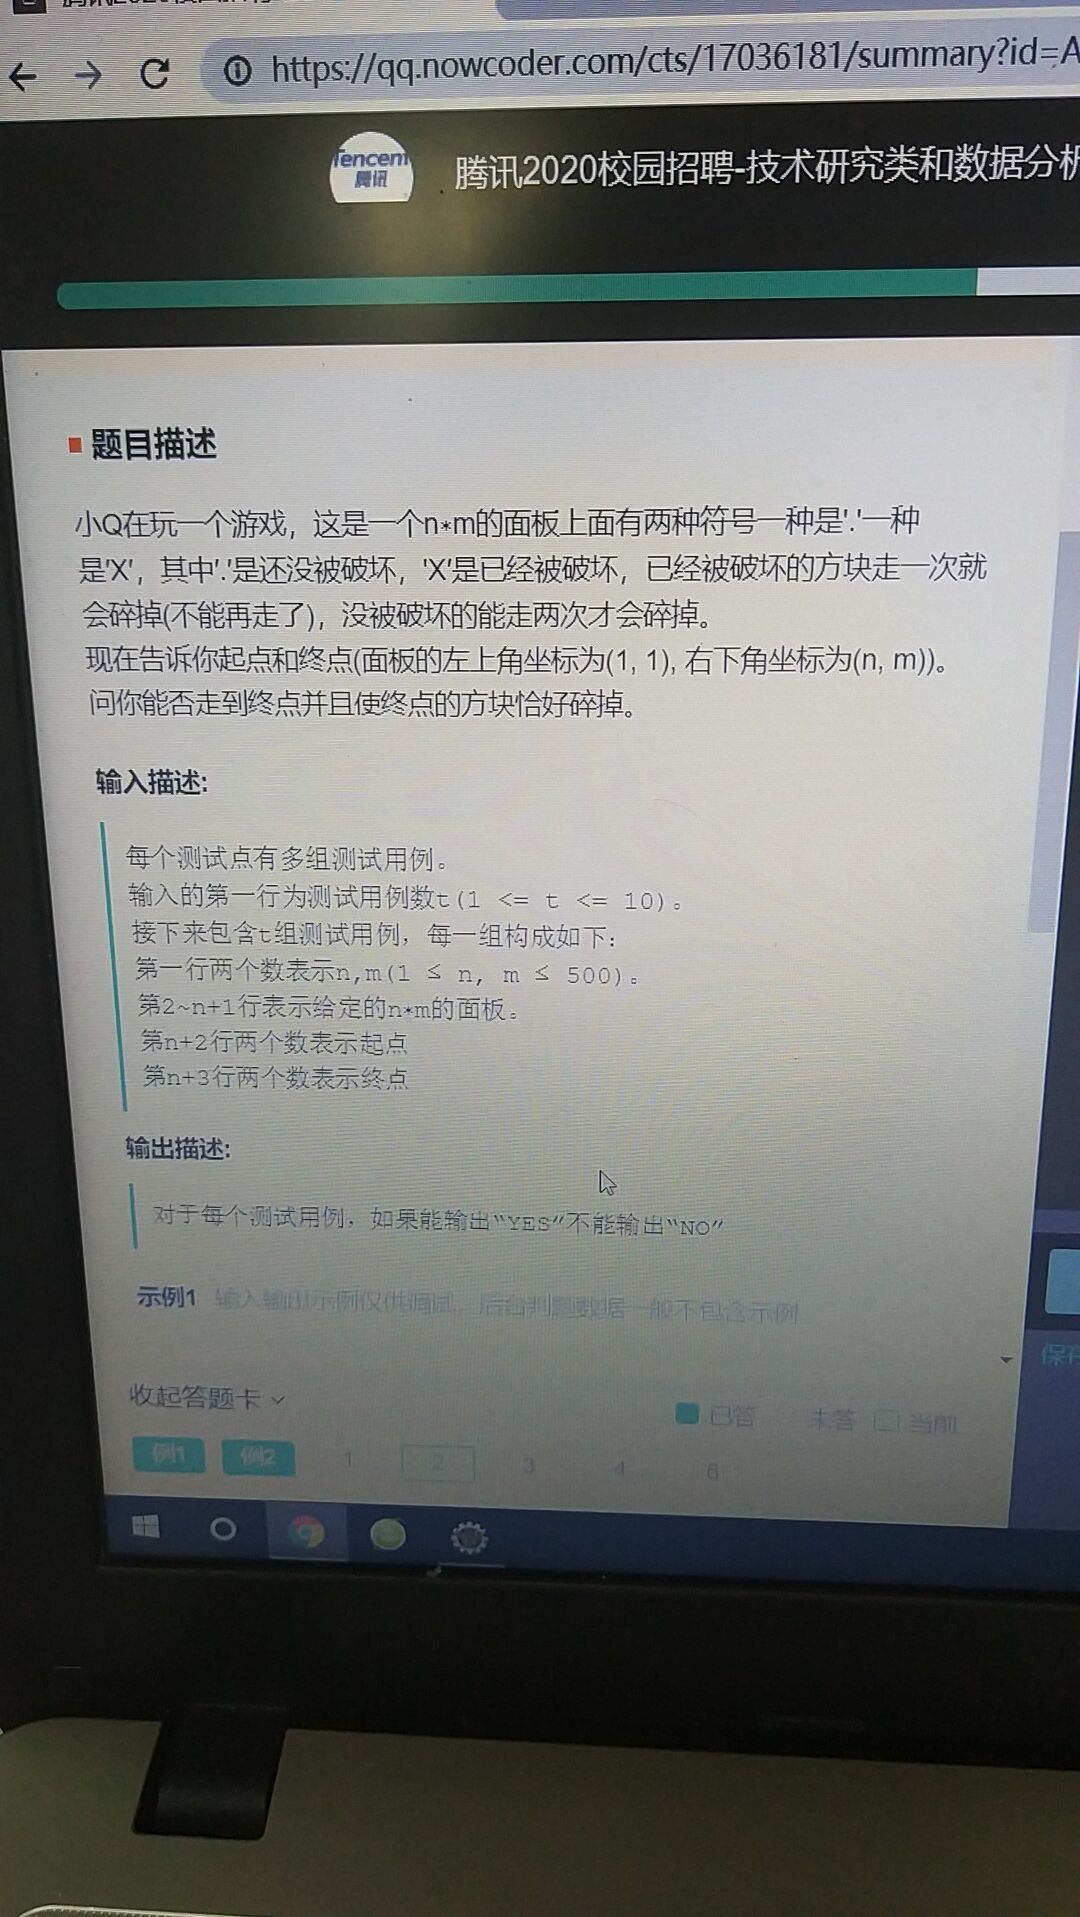 https://qq.nowcoder.com/cts/17036181/summary?id=A
Tencent
腾讯
腾讯2020校园招聘-技术研究类和数据分析
题目描述
小Q在玩一个游戏，这是一个n*m的面板上面有两种符号一种是'.'一种
是'X'，其中'.'是还没被破坏，'X'是已经被破坏，已经被破坏的方块走一次就
会碎掉(不能再走了)，没被破坏的能走两次才会碎掉。
现在告诉你起点和终点(面板的左上角坐标为(1, 1), 右下角坐标为(n, m))。
问你能否走到终点并且使终点的方块恰好碎掉。
输入描述:
每个测试点有多组测试用例。
输入的第一行为测试用例数t(1 <= t <= 10)。
接下来包含t组测试用例，每一组构成如下:
第一行两个数表示n,m(1 ≤ n, m ≤ 500)。
第2~n+1行表示给定的n*m的面板。
第n+2行两个数表示起点
第n+3行两个数表示终点
输出描述:
对于每个测试用例，如果能输出“YES”不能输出“NO”
示例1 输入输出示例仅供调试，后台判题数据一般不包含示例
保存
收起答题卡
已答 未答 当前
例1 例2 1 2 3 4 5